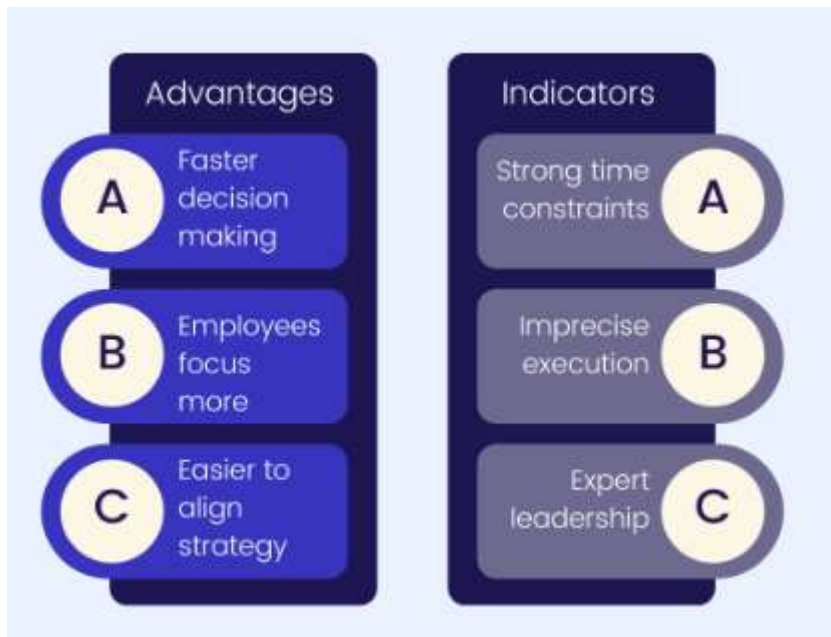 Advantages
A
Faster
decision
making
B
Employees
focus
more
C
Easier to
align
strategy
Indicators
Strong time
constraints
A
Imprecise
execution
B
Expert
leadership
C